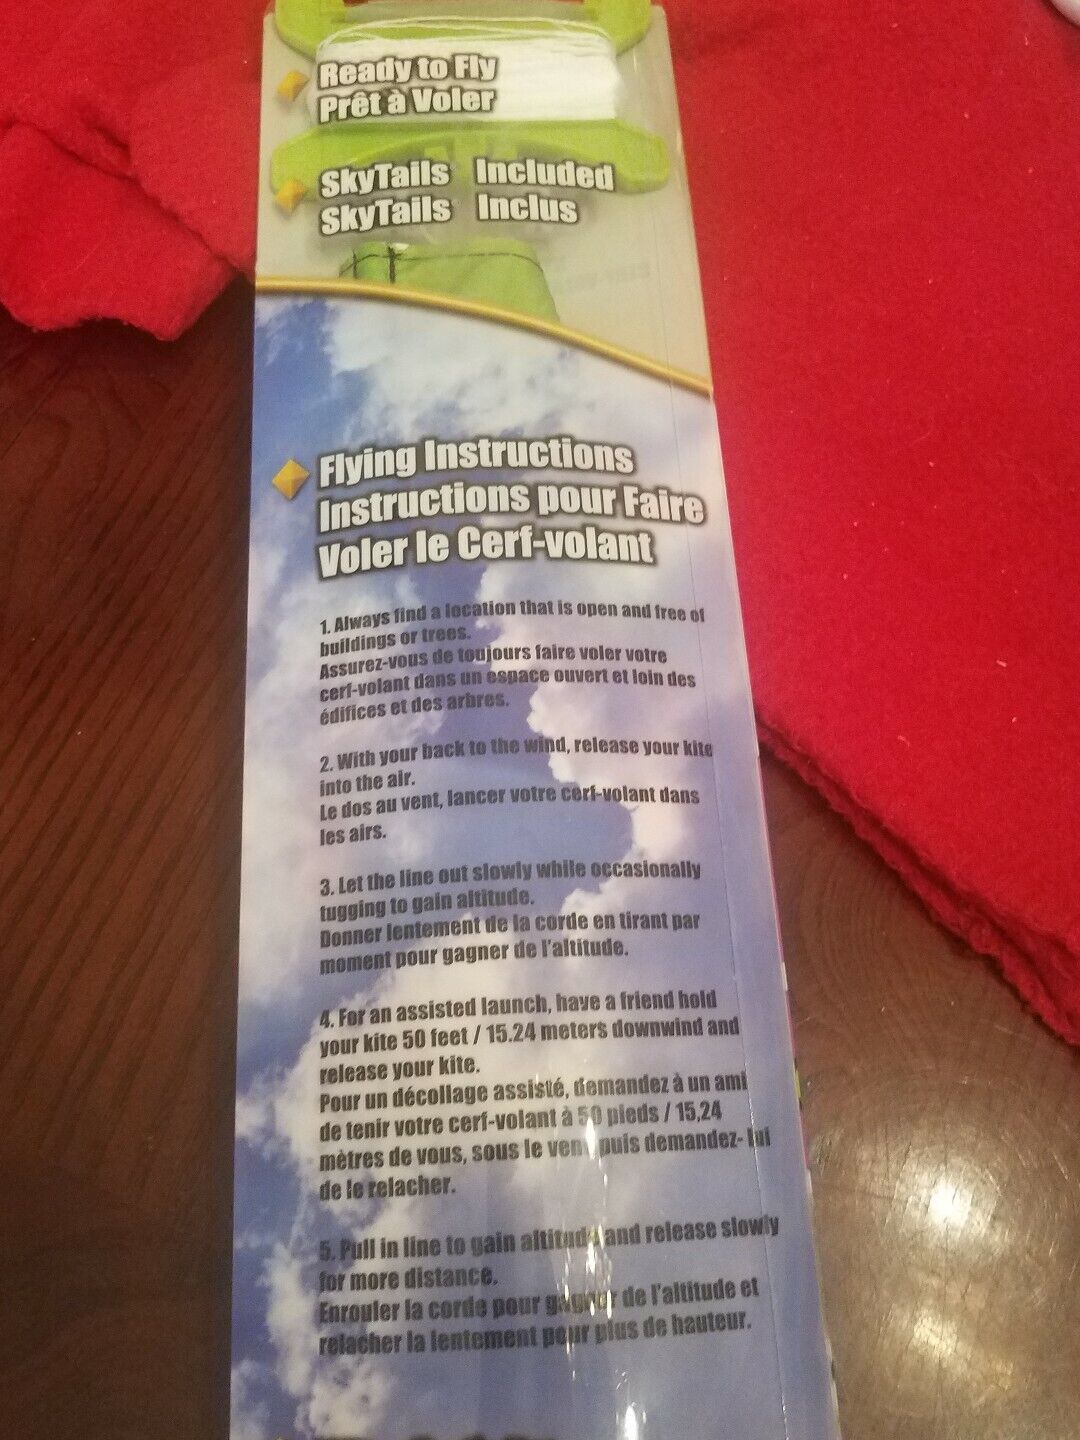 Ready to Fly
Prêt à Voler
SkyTails Included
SkyTails Inclus
Flying Instructions
Instructions pour Faire
Voler le Cerf-volant
1. Always find a location that is open and free of
buildings or trees.
Assurez-vous de toujours faire voler votre
cerf-volant dans un espace ouvert et loin des
édifices et des arbres.
2. With your back to the wind, release your kite
into the air.
Le dos au vent, lancer votre cerf-volant dans
les airs.
3. Let the line out slowly while occasionally
tugging to gain altitude.
Donner lentement de la corde en tirant par
moment pour gagner de l'altitude.
4. For an assisted launch, have a friend hold
your kite 50 feet / 15.24 meters downwind and
release your kite.
Pour un décollage assisté, demandez à un ami
de tenir votre cerf-volant à 50 pieds / 15,24
mètres de vous, sous le vent puis demandez- lui
de le relacher.
5. Pull in line to gain altitude and release slowly
for more distance.
Enrouler la corde pour gagner de l'altitude et
relacher la lentement pour plus de hauteur.